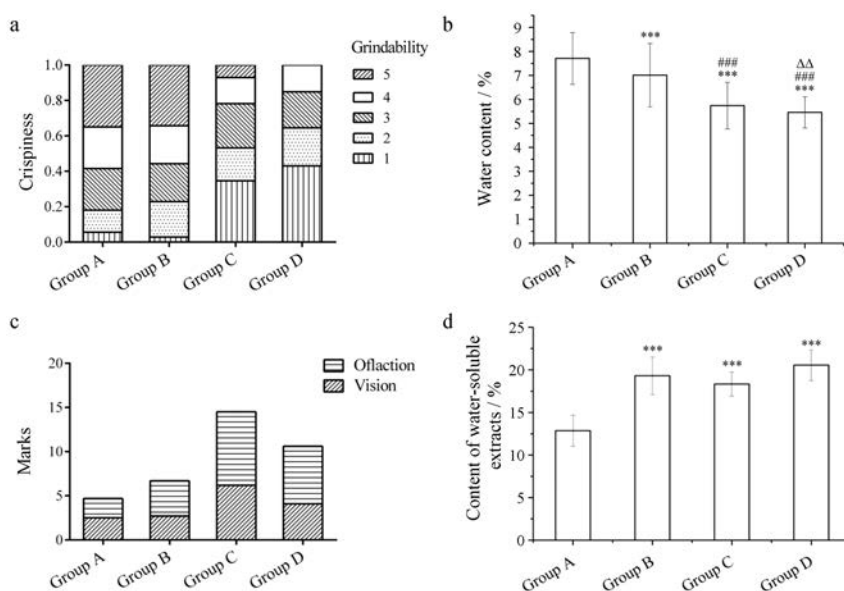 a
Grindability
5
4
3
2
1
Crispiness
1.0
0.8
0.6
0.4
0.2
0.0
Group A
Group B
Group C
Group D
b
Water content / %
9
8
7
6
5
4
3
2
1
0
***
###
***
ΔΔ
###
***
Group A
Group B
Group C
Group D
c
Oflaction
Vision
Marks
20
15
10
5
0
Group A
Group B
Group C
Group D
d
Content of water-soluble
extracts / %
25
20
15
10
5
0
***
***
***
Group A
Group B
Group C
Group D